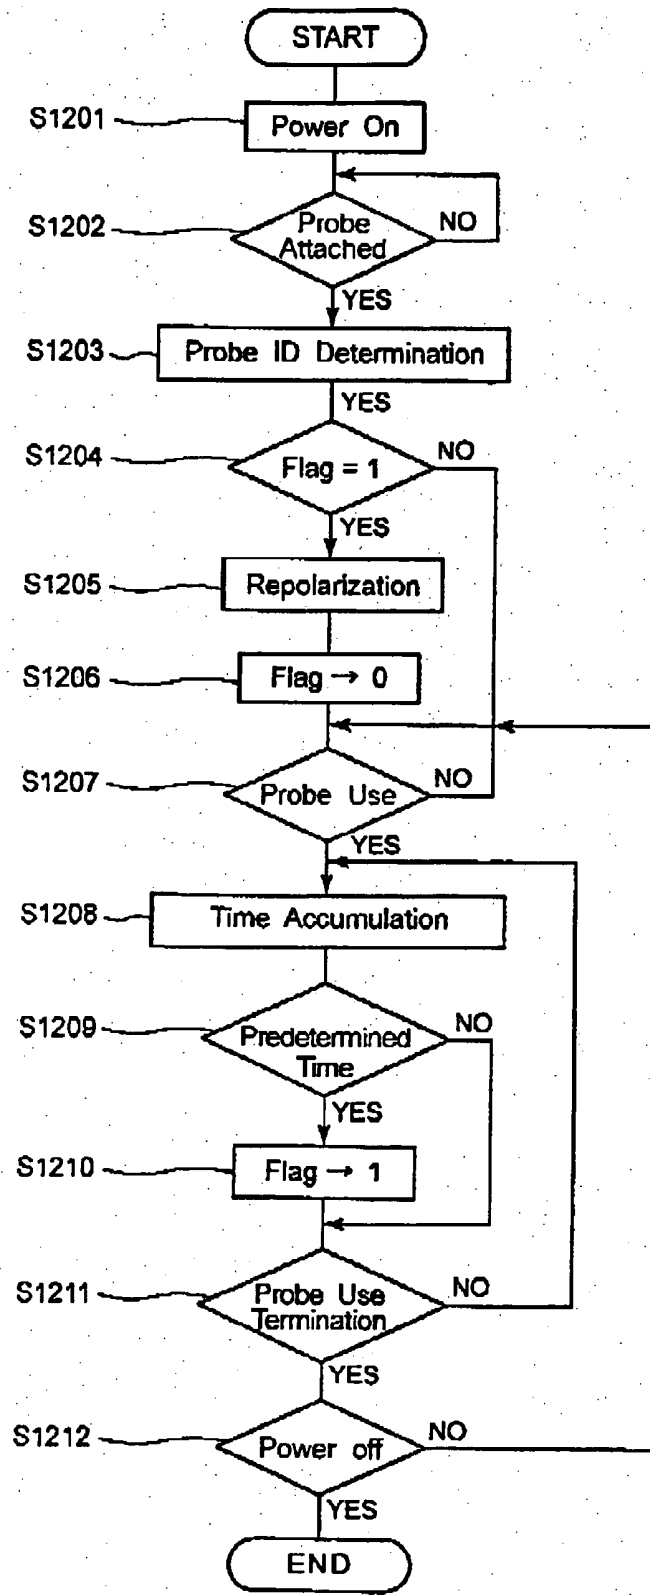 START
S1201
Power On
S1202
Probe
Attached
NO
YES
S1203
Probe ID Determination
YES
S1204
Flag = 1
NO
YES
S1205
Repolarization
S1206
Flag → 0
S1207
Probe Use
NO
YES
S1208
Time Accumulation
S1209
Predetermined
Time
NO
YES
S1210
Flag → 1
S1211
Probe Use
Termination
NO
YES
S1212
Power off
NO
YES
END